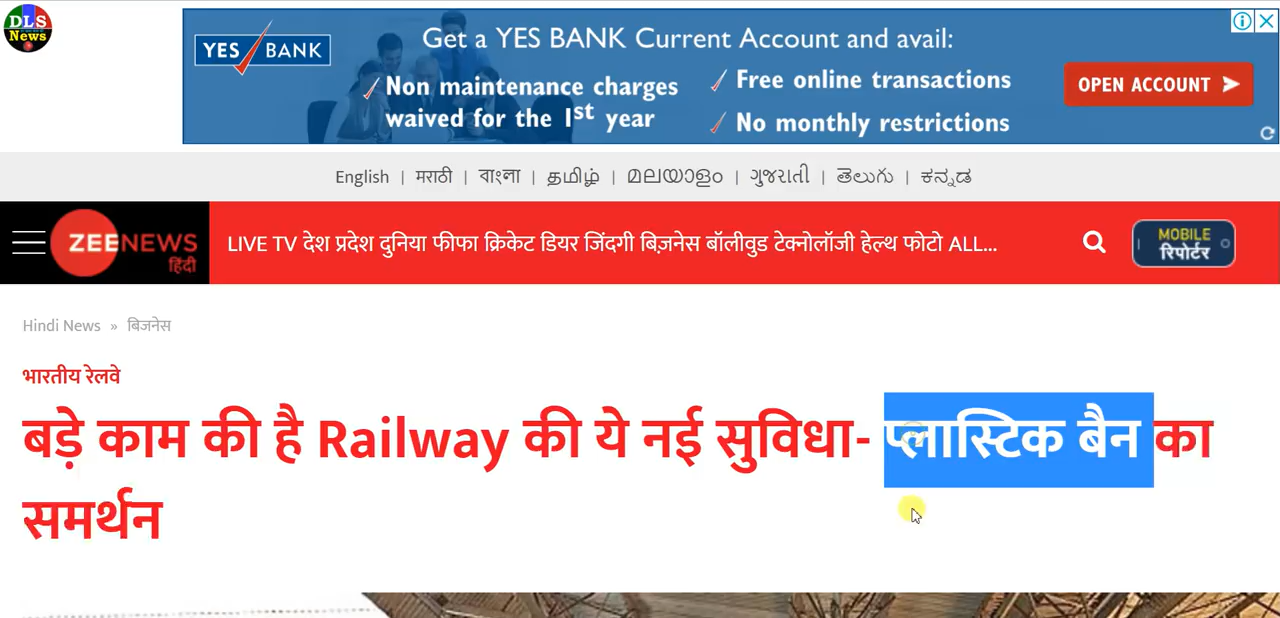 DLS
News
YES BANK
Get a YES BANK Current Account and avail:
Non maintenance charges
waived for the 1st year
Free online transactions
No monthly restrictions
OPEN ACCOUNT
English | मराठी | বাংলা | தமிழ் | മലയാളം | ગુજરાતી | తెలుగు | ಕನ್ನಡ
ZEENEWS
हिंदी
LIVE TV देश प्रदेश दुनिया फीफा क्रिकेट डियर जिंदगी बिज़नेस बॉलीवुड टेक्नोलॉजी हेल्थ फोटो ALL...
MOBILE
रिपोर्टर
Hindi News » बिजनेस
भारतीय रेलवे
बड़े काम की है Railway की ये नई सुविधा- प्लास्टिक बैन का
समर्थन